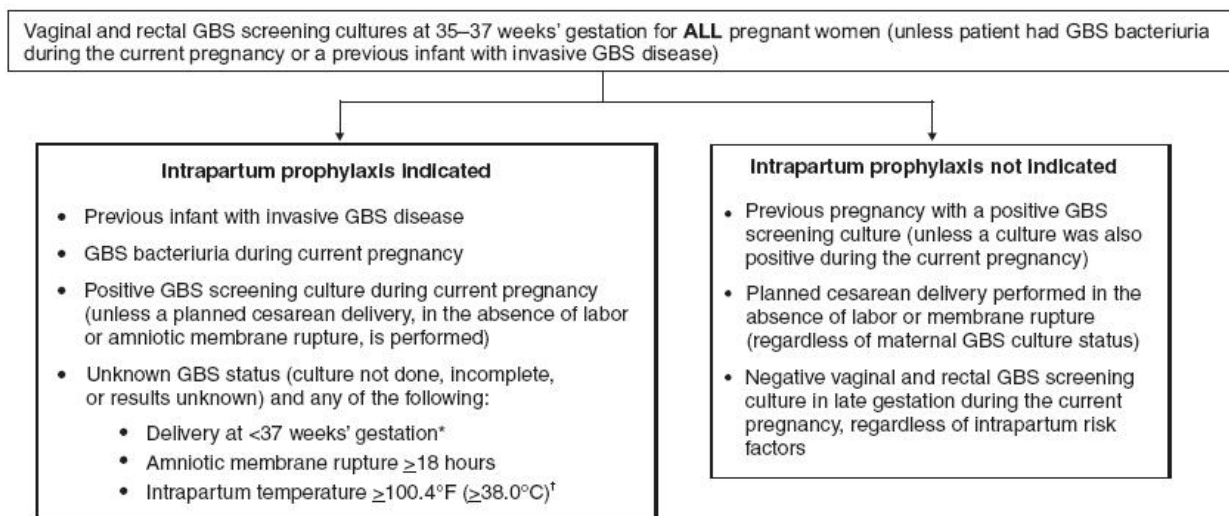 Vaginal and rectal GBS screening cultures at 35–37 weeks' gestation for ALL pregnant women (unless patient had GBS bacteriuria
during the current pregnancy or a previous infant with invasive GBS disease)
Intrapartum prophylaxis indicated
• Previous infant with invasive GBS disease
• GBS bacteriuria during current pregnancy
• Positive GBS screening culture during current pregnancy
(unless a planned cesarean delivery, in the absence of labor
or amniotic membrane rupture, is performed)
• Unknown GBS status (culture not done, incomplete,
or results unknown) and any of the following:
• Delivery at <37 weeks' gestation*
• Amniotic membrane rupture ≥18 hours
• Intrapartum temperature ≥100.4°F (≥38.0°C)†
Intrapartum prophylaxis not indicated
• Previous pregnancy with a positive GBS
screening culture (unless a culture was also
positive during the current pregnancy)
• Planned cesarean delivery performed in the
absence of labor or membrane rupture
(regardless of maternal GBS culture status)
• Negative vaginal and rectal GBS screening
culture in late gestation during the current
pregnancy, regardless of intrapartum risk
factors